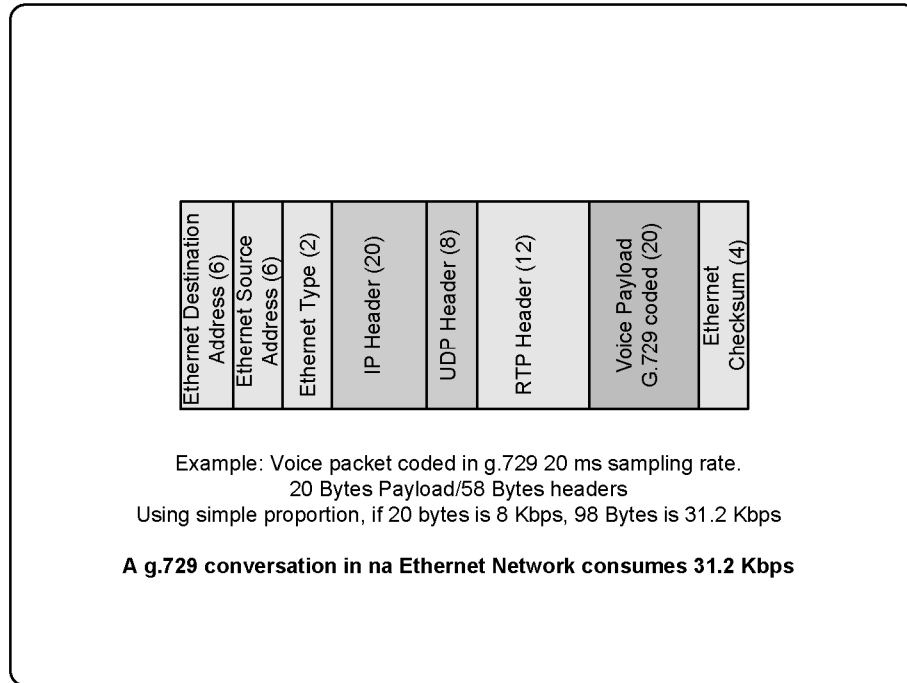 Ethernet Destination
Address (6)
Ethernet Source
Address (6)
Ethernet Type (2)
IP Header (20)
UDP Header (8)
RTP Header (12)
Voice Payload
G.729 coded (20)
Ethernet
Checksum (4)
Example: Voice packet coded in g.729 20 ms sampling rate.
20 Bytes Payload/58 Bytes headers
Using simple proportion, if 20 bytes is 8 Kbps, 98 Bytes is 31.2 Kbps
A g.729 conversation in na Ethernet Network consumes 31.2 Kbps